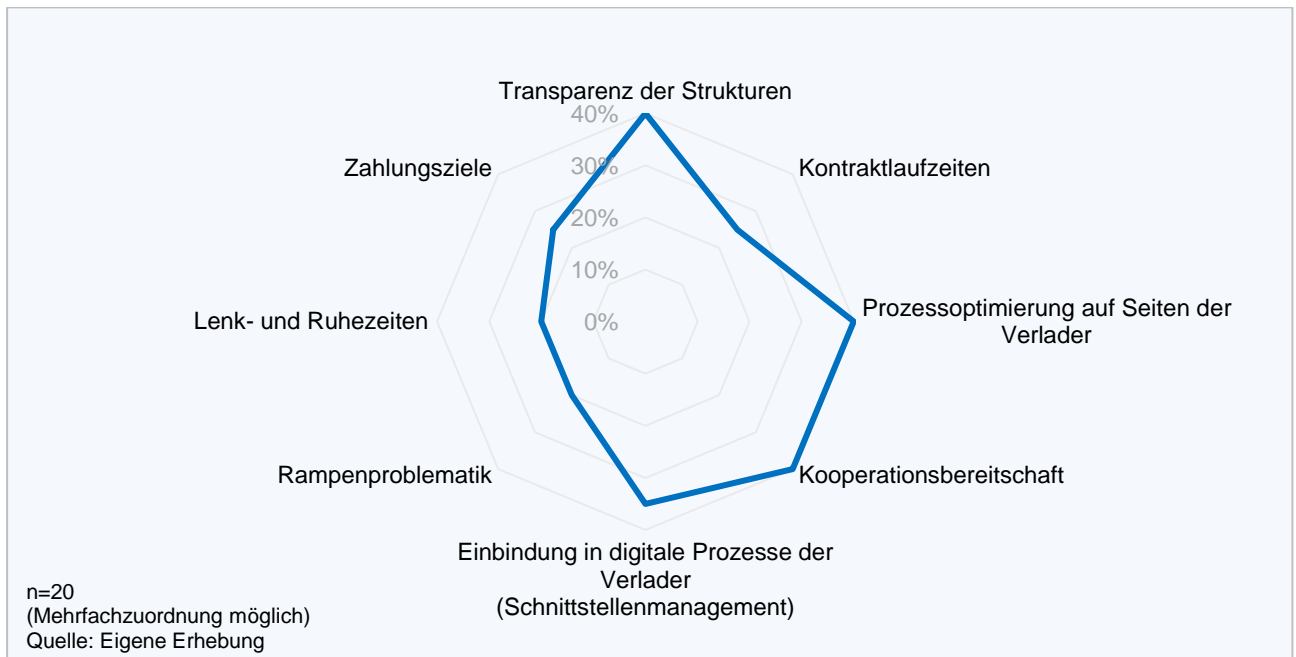 Transparenz der Strukturen
40%
Zahlungsziele
Kontraktlaufzeiten
30%
20%
10%
Lenk- und Ruhezeiten
0%
Prozessoptimierung auf Seiten der
Verlader
Rampenproblematik
Kooperationsbereitschaft
Einbindung in digitale Prozesse der
Verlader
(Schnittstellenmanagement)
n=20
(Mehrfachzuordnung möglich)
Quelle: Eigene Erhebung